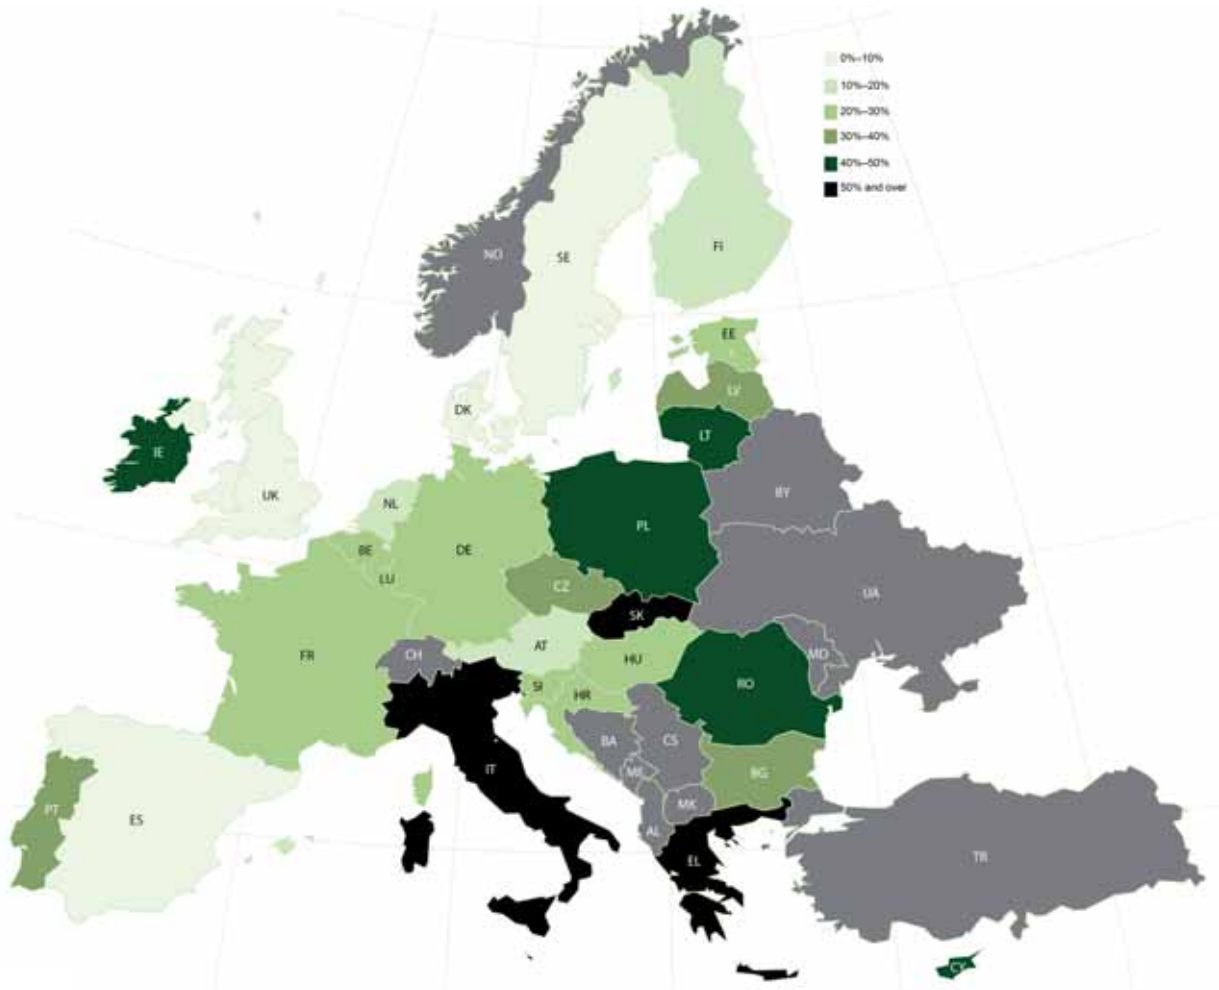 0%–10%
10%–20%
20%–30%
30%–40%
40%–50%
50% and over
NO
SE
FI
EE
LV
LT
DK
IE
UK
NL
BY
PL
BE
DE
LU
CZ
UA
SK
FR
CH
AT
HU
MD
SI
HR
RO
BA
CS
IT
ME
BG
MK
PT
ES
AL
EL
TR
CY